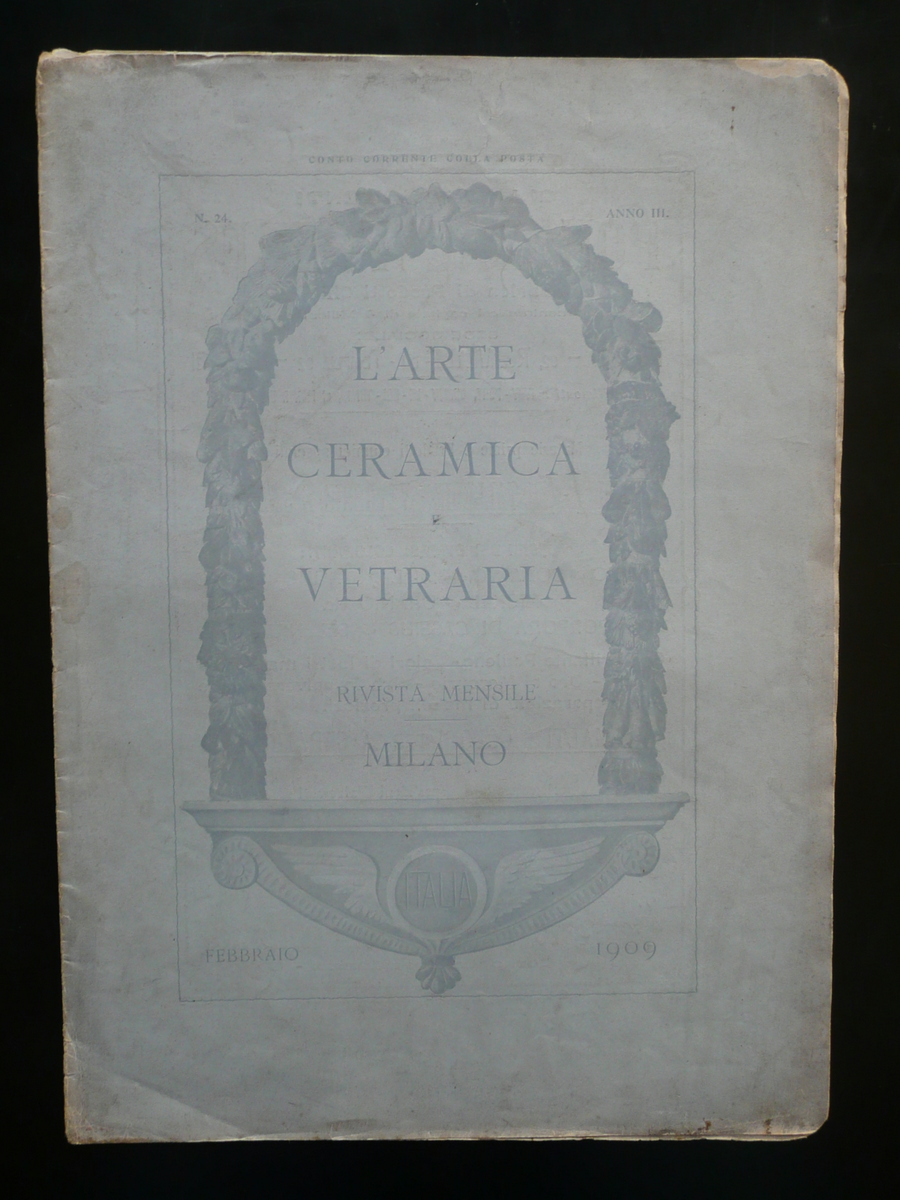 CONTO CORRENTE COLLA POSTA
N. 24.
ANNO III.
L'ARTE
CERAMICA
E
VETRARIA
RIVISTA MENSILE
MILANO
ITALIA
FEBBRAIO
1909